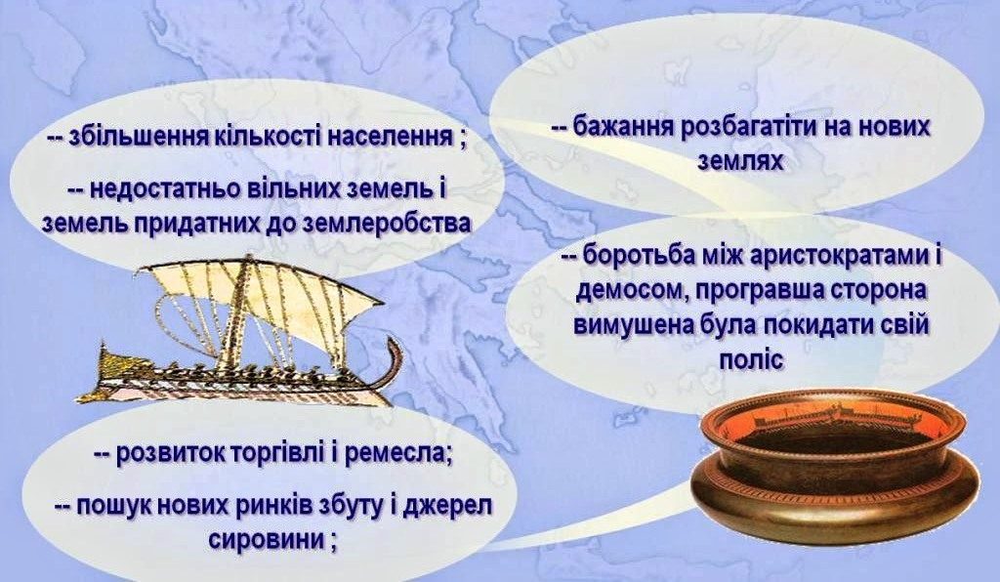 -- збільшення кількості населення ;
-- недостатньо вільних земель і
земель придатних до землеробства
-- бажання розбагатіти на нових
землях
-- боротьба між аристократами і
демосом, програвша сторона
вимушена була покидати свій
поліс
-- розвиток торгівлі і ремесла;
-- пошук нових ринків збуту і джерел
сировини ;